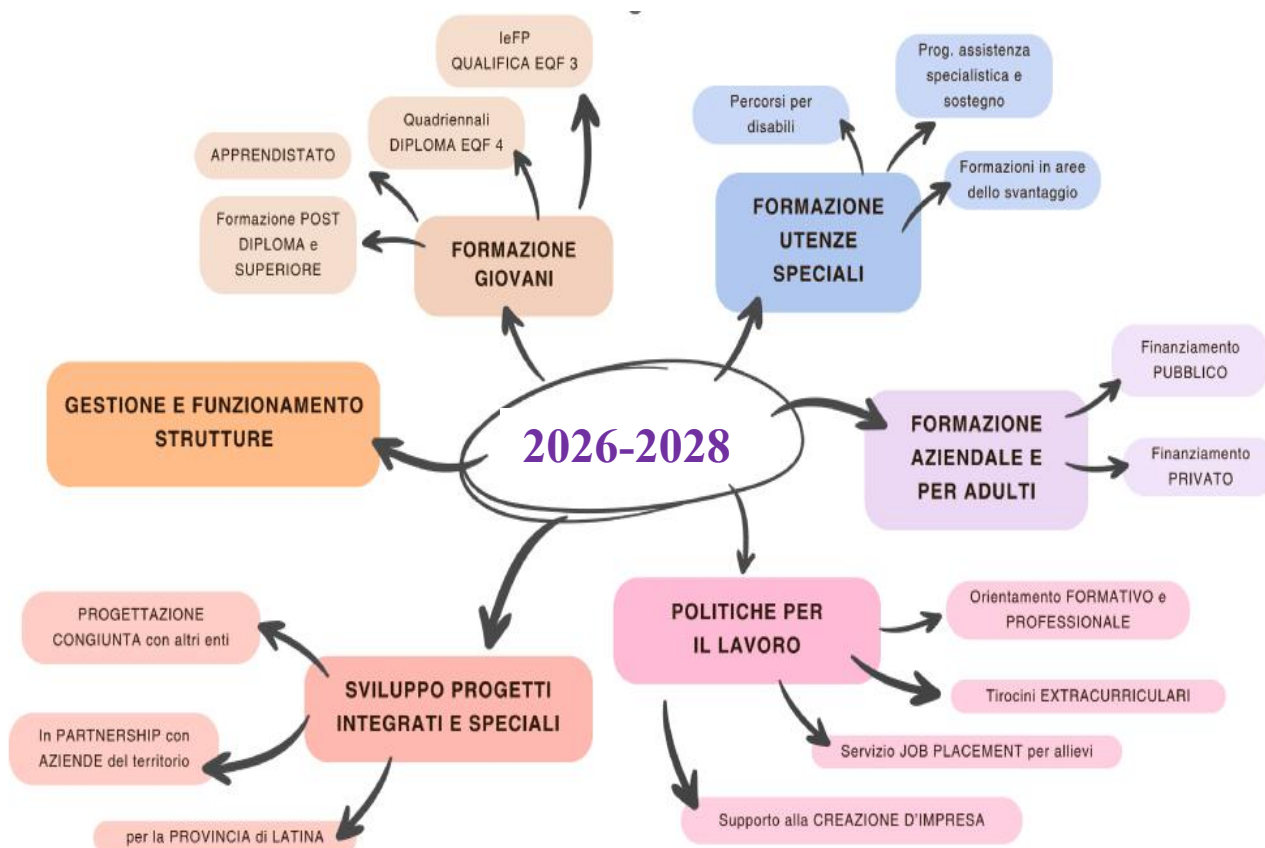 IeFP
QUALIFICA EQF 3
Quadriennali
DIPLOMA EQF 4
APPRENDISTATO
Formazione POST
DIPLOMA e
SUPERIORE
FORMAZIONE
GIOVANI
Prog. assistenza
specialistica e
sostegno
Percorsi per
disabili
Formazioni in aree
dello svantaggio
FORMAZIONE
UTENZE
SPECIALI
GESTIONE E FUNZIONAMENTO
STRUTTURE
2026-2028
FORMAZIONE
AZIENDALE E
PER ADULTI
Finanziamento
PUBBLICO
Finanziamento
PRIVATO
PROGETTAZIONE
CONGIUNTA con altri enti
In PARTNERSHIP con
AZIENDE del territorio
per la PROVINCIA di LATINA
SVILUPPO PROGETTI
INTEGRATI E SPECIALI
POLITICHE PER
IL LAVORO
Orientamento FORMATIVO e
PROFESSIONALE
Tirocini EXTRACURRICULARI
Servizio JOB PLACEMENT per allievi
Supporto alla CREAZIONE D'IMPRESA